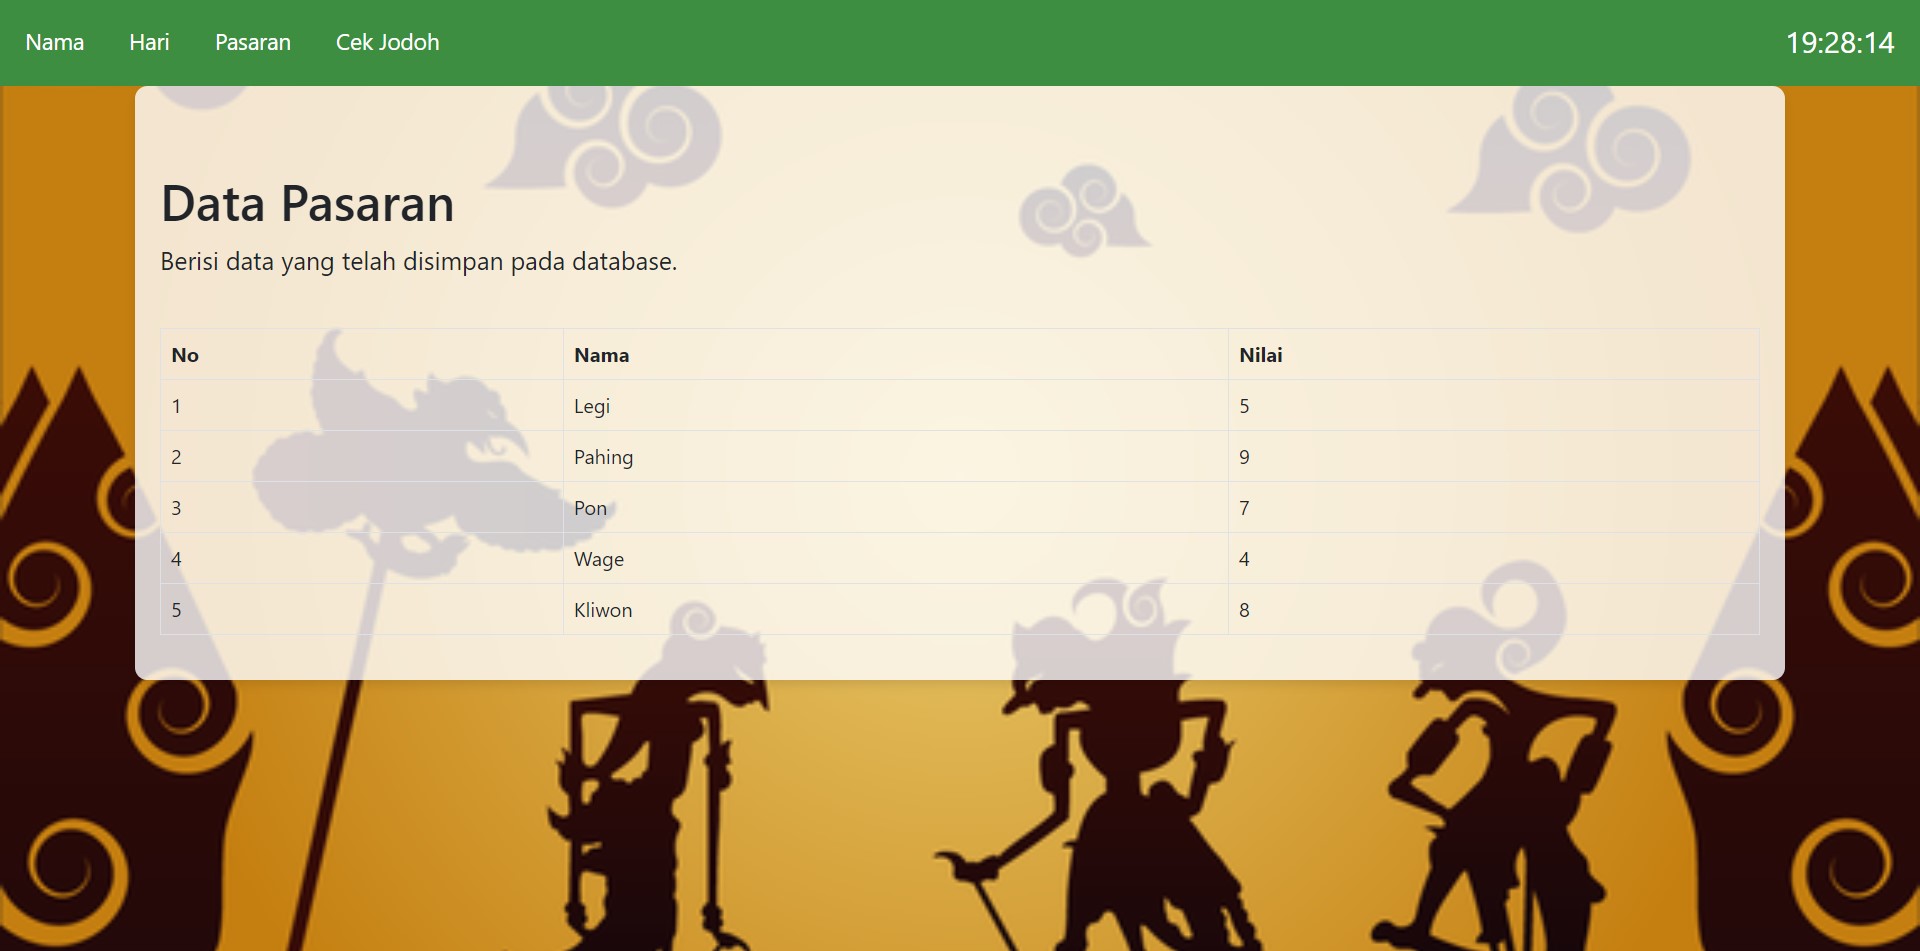 Nama Hari Pasaran Cek Jodoh 19:28:14
Data Pasaran
Berisi data yang telah disimpan pada database.
No Nama Nilai
1 Legi 5
2 Pahing 9
3 Pon 7
4 Wage 4
5 Kliwon 8